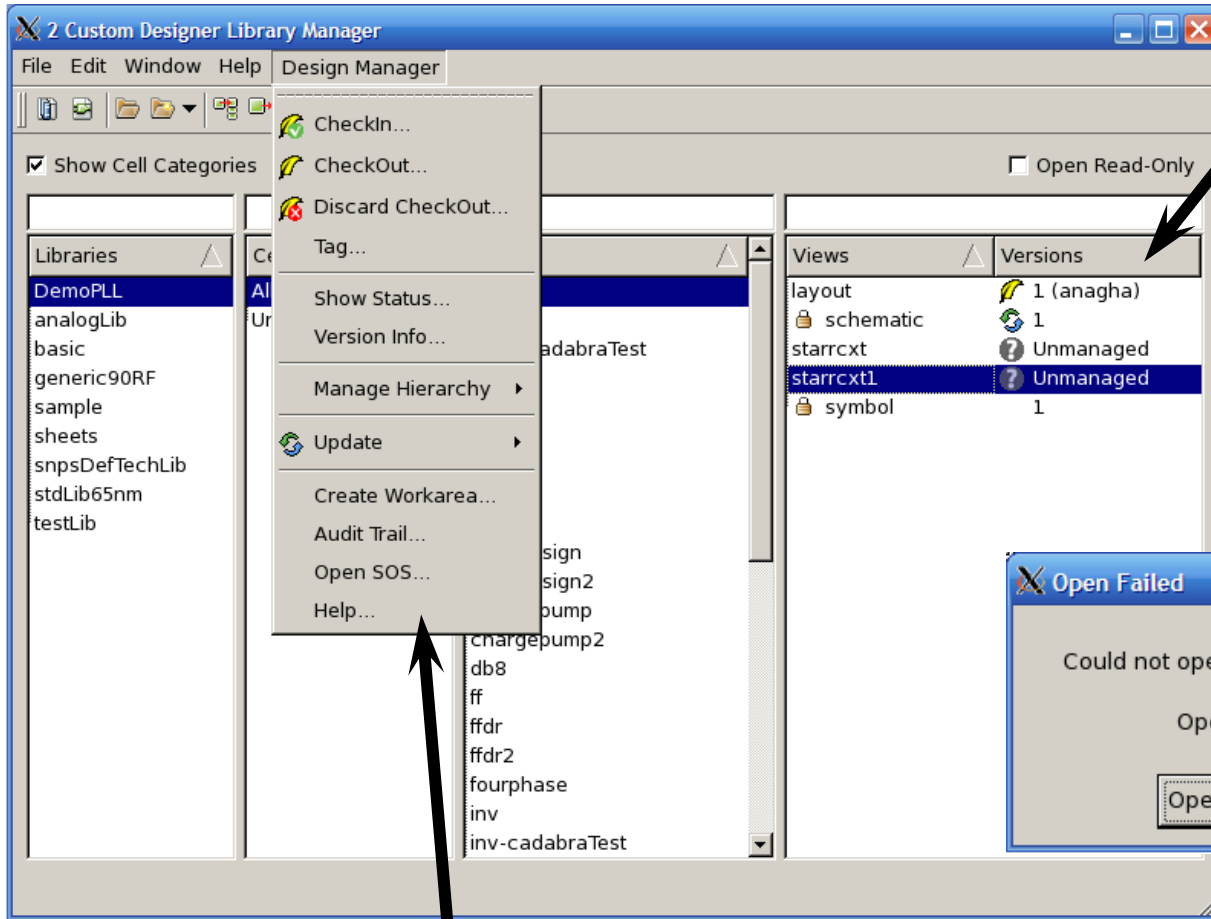 2 Custom Designer Library Manager
File Edit Window Help Design Manager
CheckIn...
CheckOut...
Discard CheckOut...
Tag...
Show Status...
Version Info...
Manage Hierarchy
Update
Create Workarea...
Audit Trail...
Open SOS...
Help...
Show Cell Categories
Open Read-Only
Libraries
DemoPLL
analogLib
basic
generic90RF
sample
sheets
snpsDefTechLib
stdLib65nm
testLib
Ce
Al
Ur
adabraTest
sign
sign2
pump
chargepump2
db8
ff
ffdr
ffdr2
fourphase
inv
inv-cadabraTest
Views Versions
layout 1 (anagha)
schematic 1
starrcxt Unmanaged
starrcxt1 Unmanaged
symbol 1
Open Failed
Could not ope
Ope
Ope